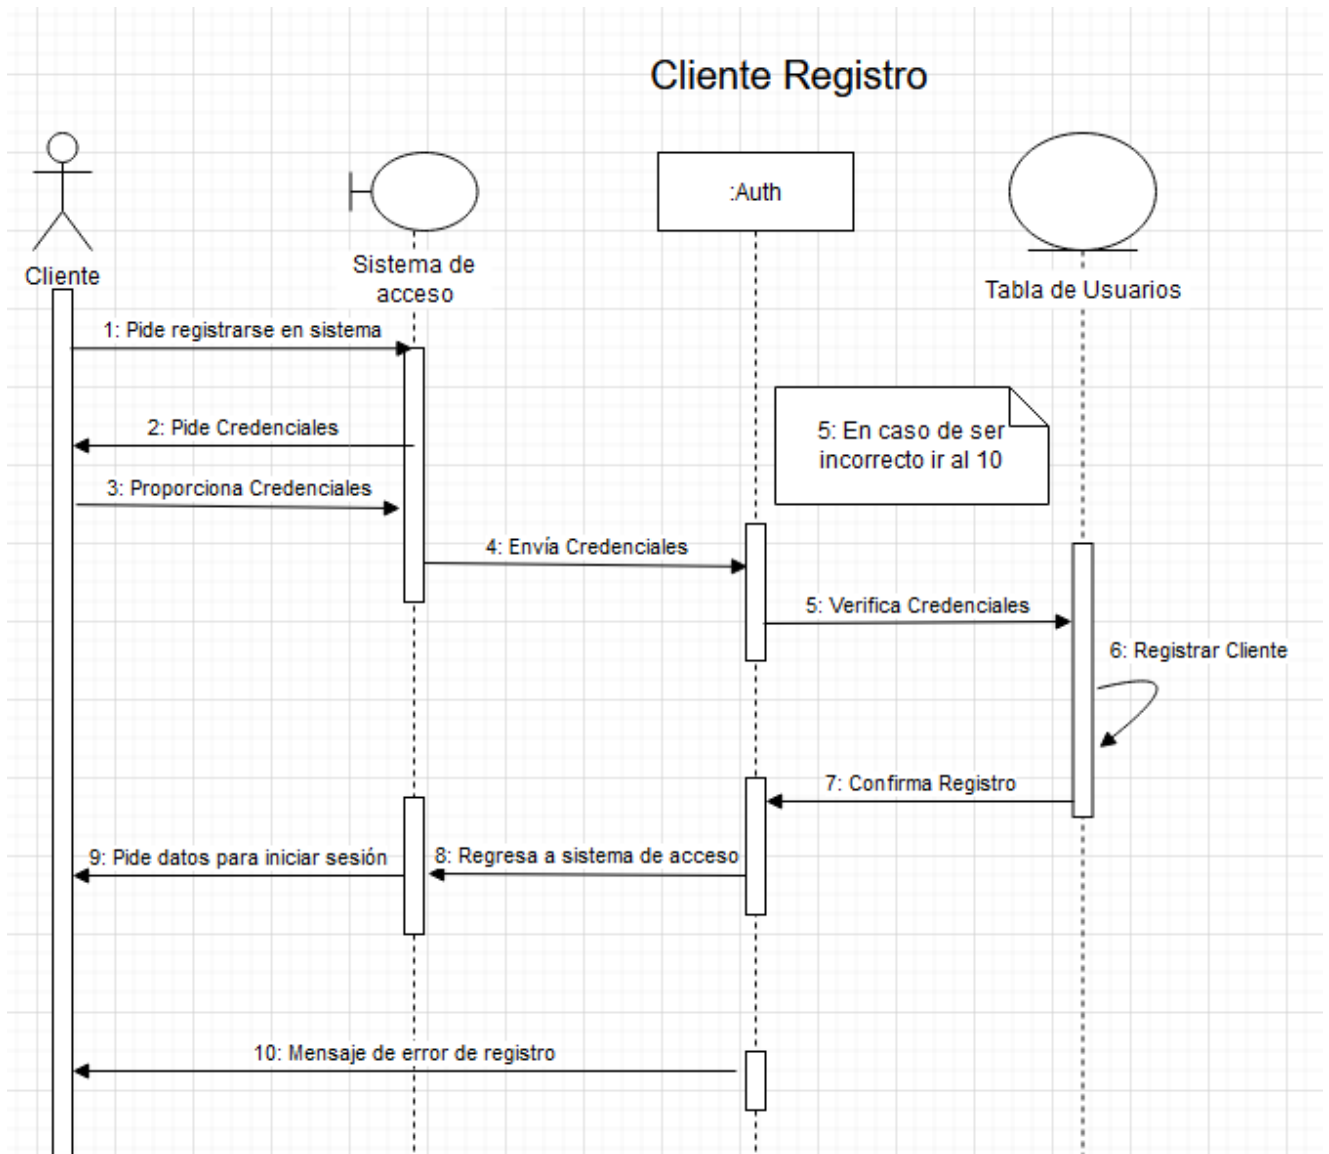 Cliente Registro
Cliente
Sistema de
acceso
:Auth
Tabla de Usuarios
1: Pide registrarse en sistema
2: Pide Credenciales
5: En caso de ser
incorrecto ir al 10
3: Proporciona Credenciales
4: Envía Credenciales
5: Verifica Credenciales
6: Registrar Cliente
7: Confirma Registro
8: Regresa a sistema de acceso
9: Pide datos para iniciar sesión
10: Mensaje de error de registro